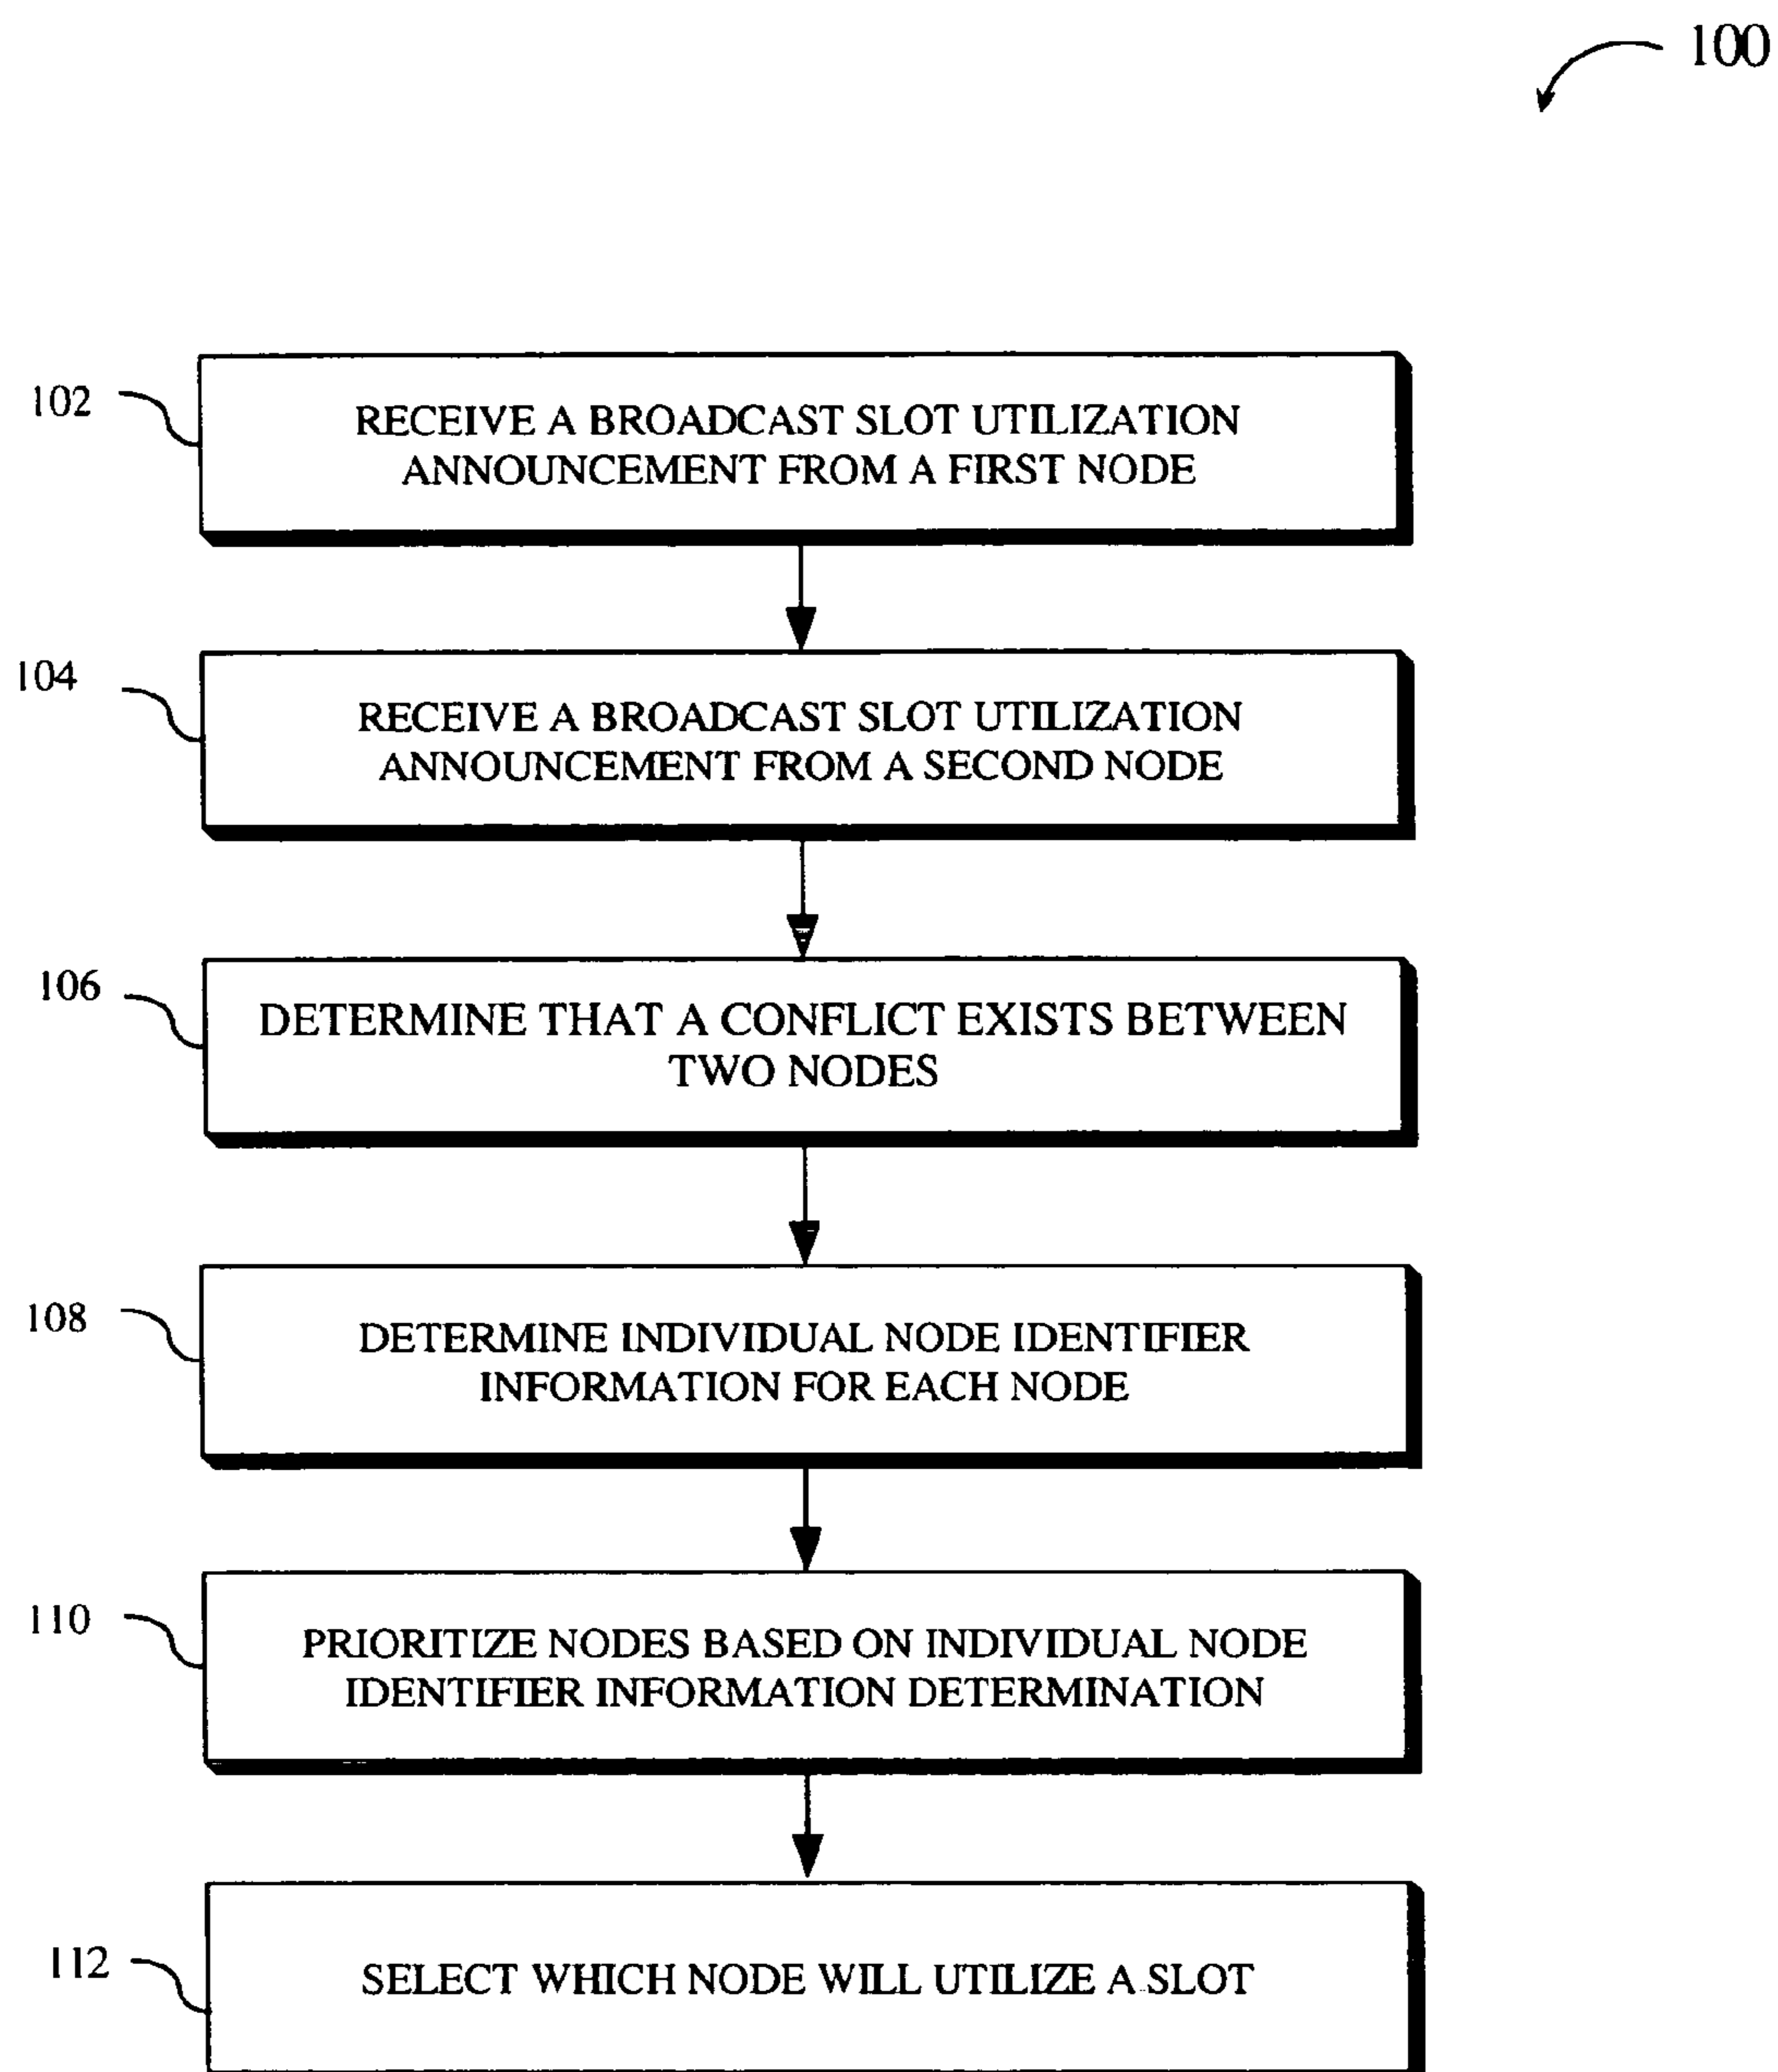 100
102
RECEIVE A BROADCAST SLOT UTILIZATION
ANNOUNCEMENT FROM A FIRST NODE
104
RECEIVE A BROADCAST SLOT UTILIZATION
ANNOUNCEMENT FROM A SECOND NODE
106
DETERMINE THAT A CONFLICT EXISTS BETWEEN
TWO NODES
108
DETERMINE INDIVIDUAL NODE IDENTIFIER
INFORMATION FOR EACH NODE
110
PRIORITIZE NODES BASED ON INDIVIDUAL NODE
IDENTIFIER INFORMATION DETERMINATION
112
SELECT WHICH NODE WILL UTILIZE A SLOT